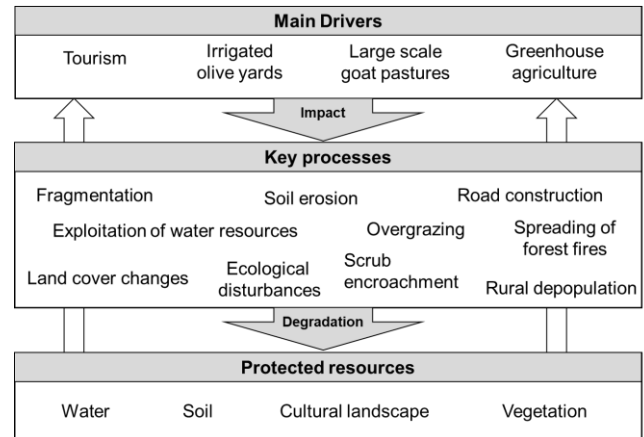 Main Drivers
Tourism
Irrigated
olive yards
Large scale
goat pastures
Greenhouse
agriculture
Impact
Key processes
Fragmentation
Soil erosion
Road construction
Exploitation of water resources
Overgrazing
Spreading of
forest fires
Land cover changes
Ecological
disturbances
Scrub
encroachment
Rural depopulation
Degradation
Protected resources
Water
Soil
Cultural landscape
Vegetation